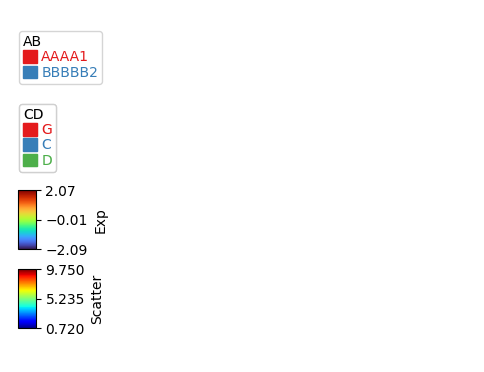 AB
AAAA1
BBBBB2
CD
G
C
D
2.07
−0.01
−2.09
Exp
9.750
5.235
0.720
Scatter